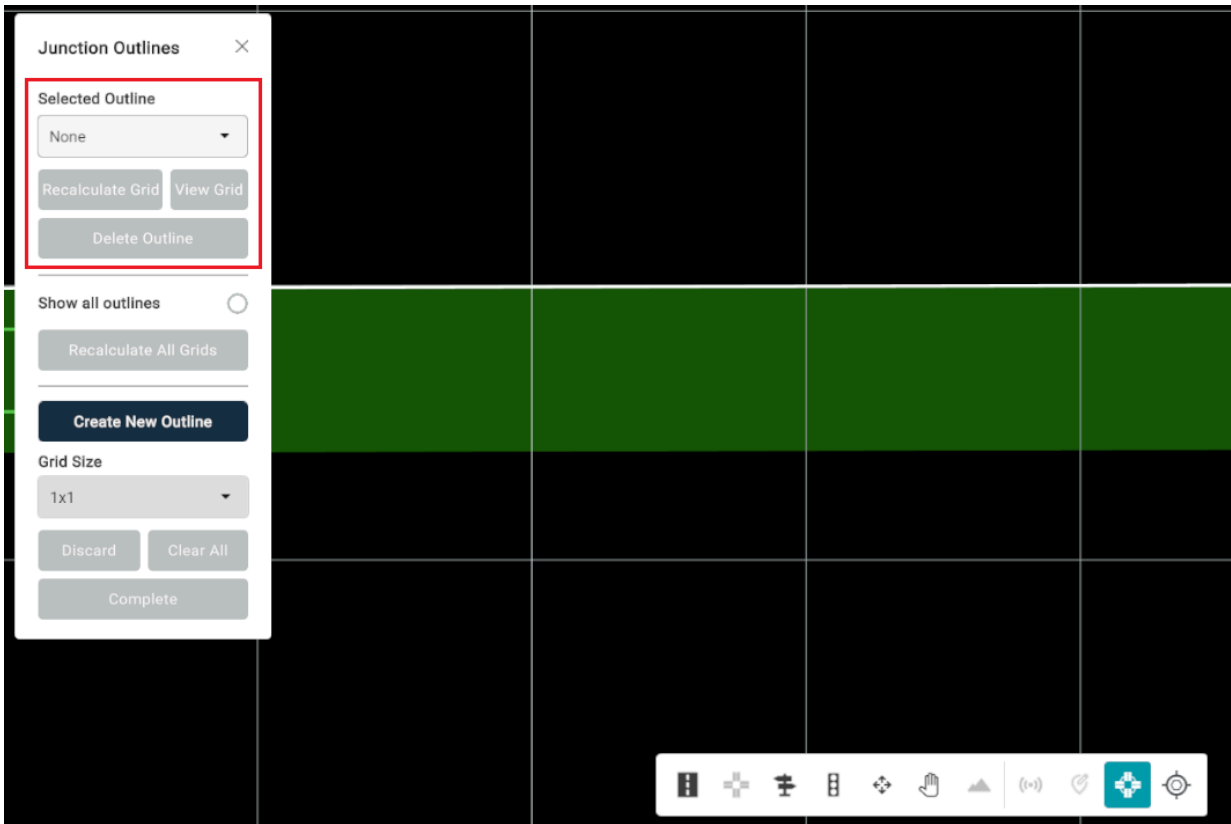 Junction Outlines
Selected Outline
None
Recalculate Grid View Grid
Delete Outline
Show all outlines
Recalculate All Grids
Create New Outline
Grid Size
1x1
Discard Clear All
Complete